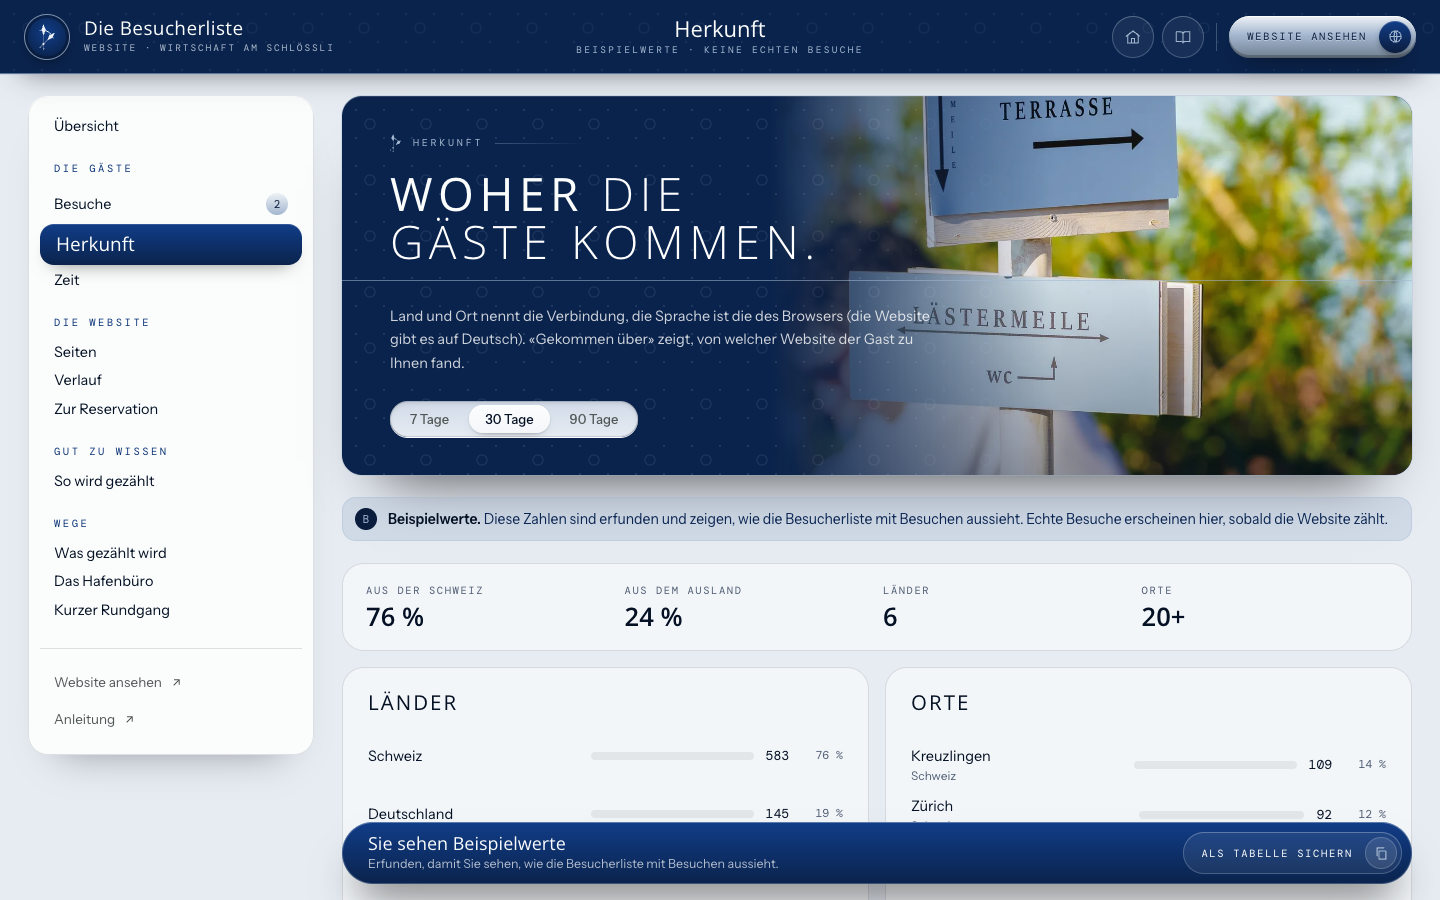 Die Besucherliste
WEBSITE · WIRTSCHAFT AM SCHLÖSSLI
Herkunft
BEISPIELWERTE · KEINE ECHTEN BESUCHE
WEBSITE ANSEHEN
Übersicht
DIE GÄSTE
Besuche 2
Herkunft
Zeit
DIE WEBSITE
Seiten
Verlauf
Zur Reservation
GUT ZU WISSEN
So wird gezählt
WEGE
Was gezählt wird
Das Hafenbüro
Kurzer Rundgang
Website ansehen
Anleitung
HERKUNFT
WOHER DIE
GÄSTE KOMMEN.
Land und Ort nennt die Verbindung, die Sprache ist die des Browsers (die Website
gibt es auf Deutsch). «Gekommen über» zeigt, von welcher Website der Gast zu
Ihnen fand.
7 Tage 30 Tage 90 Tage
MEILE
TERRASSE
LÄSTERMEILE
WC
B Beispielwerte. Diese Zahlen sind erfunden und zeigen, wie die Besucherliste mit Besuchen aussieht. Echte Besuche erscheinen hier, sobald die Website zählt.
AUS DER SCHWEIZ
76 %
AUS DEM AUSLAND
24 %
LÄNDER
6
ORTE
20+
LÄNDER
Schweiz 583 76 %
Deutschland 145 19 %
ORTE
Kreuzlingen 109 14 %
Schweiz
Zürich 92 12 %
Sie sehen Beispielwerte
Erfunden, damit Sie sehen, wie die Besucherliste mit Besuchen aussieht.
ALS TABELLE SICHERN